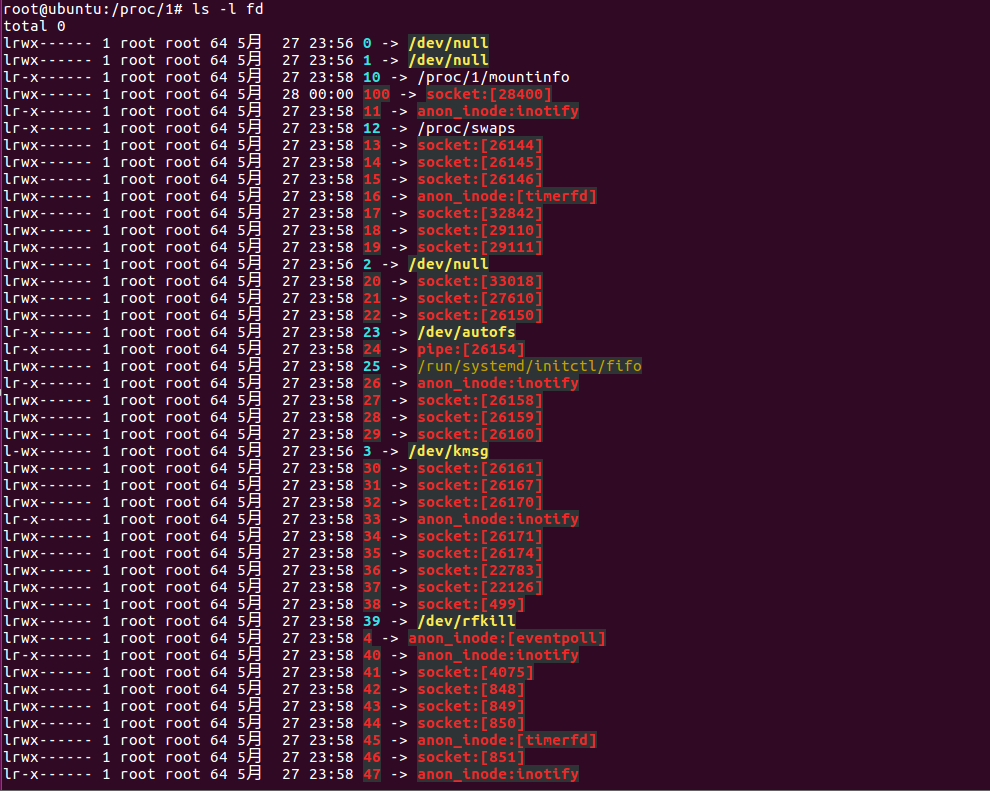 root@ubuntu:/proc/1# ls -l fd
total 0
lrwx------ 1 root root 64 5月  27 23:56 0 -> /dev/null
lrwx------ 1 root root 64 5月  27 23:56 1 -> /dev/null
lr-x------ 1 root root 64 5月  27 23:58 10 -> /proc/1/mountinfo
lrwx------ 1 root root 64 5月  28 00:00 100 -> socket:[28400]
lr-x------ 1 root root 64 5月  27 23:58 11 -> anon_inode:inotify
lr-x------ 1 root root 64 5月  27 23:58 12 -> /proc/swaps
lrwx------ 1 root root 64 5月  27 23:58 13 -> socket:[26144]
lrwx------ 1 root root 64 5月  27 23:58 14 -> socket:[26145]
lrwx------ 1 root root 64 5月  27 23:58 15 -> socket:[26146]
lrwx------ 1 root root 64 5月  27 23:58 16 -> anon_inode:[timerfd]
lrwx------ 1 root root 64 5月  27 23:58 17 -> socket:[32842]
lrwx------ 1 root root 64 5月  27 23:58 18 -> socket:[29110]
lrwx------ 1 root root 64 5月  27 23:58 19 -> socket:[29111]
lrwx------ 1 root root 64 5月  27 23:56 2 -> /dev/null
lrwx------ 1 root root 64 5月  27 23:58 20 -> socket:[33018]
lrwx------ 1 root root 64 5月  27 23:58 21 -> socket:[27610]
lrwx------ 1 root root 64 5月  27 23:58 22 -> socket:[26150]
lr-x------ 1 root root 64 5月  27 23:58 23 -> /dev/autofs
lr-x------ 1 root root 64 5月  27 23:58 24 -> pipe:[26154]
lrwx------ 1 root root 64 5月  27 23:58 25 -> /run/systemd/initctl/fifo
lr-x------ 1 root root 64 5月  27 23:58 26 -> anon_inode:inotify
lrwx------ 1 root root 64 5月  27 23:58 27 -> socket:[26158]
lrwx------ 1 root root 64 5月  27 23:58 28 -> socket:[26159]
lrwx------ 1 root root 64 5月  27 23:58 29 -> socket:[26160]
l-wx------ 1 root root 64 5月  27 23:56 3 -> /dev/kmsg
lrwx------ 1 root root 64 5月  27 23:58 30 -> socket:[26161]
lrwx------ 1 root root 64 5月  27 23:58 31 -> socket:[26167]
lrwx------ 1 root root 64 5月  27 23:58 32 -> socket:[26170]
lr-x------ 1 root root 64 5月  27 23:58 33 -> anon_inode:inotify
lrwx------ 1 root root 64 5月  27 23:58 34 -> socket:[26171]
lrwx------ 1 root root 64 5月  27 23:58 35 -> socket:[26174]
lrwx------ 1 root root 64 5月  27 23:58 36 -> socket:[22783]
lrwx------ 1 root root 64 5月  27 23:58 37 -> socket:[22126]
lrwx------ 1 root root 64 5月  27 23:58 38 -> socket:[499]
lrwx------ 1 root root 64 5月  27 23:58 39 -> /dev/rfkill
lrwx------ 1 root root 64 5月  27 23:58 4 -> anon_inode:[eventpoll]
lr-x------ 1 root root 64 5月  27 23:58 40 -> anon_inode:inotify
lrwx------ 1 root root 64 5月  27 23:58 41 -> socket:[4075]
lrwx------ 1 root root 64 5月  27 23:58 42 -> socket:[848]
lrwx------ 1 root root 64 5月  27 23:58 43 -> socket:[849]
lrwx------ 1 root root 64 5月  27 23:58 44 -> socket:[850]
lrwx------ 1 root root 64 5月  27 23:58 45 -> anon_inode:[timerfd]
lrwx------ 1 root root 64 5月  27 23:58 46 -> socket:[851]
lr-x------ 1 root root 64 5月  27 23:58 47 -> anon_inode:inotify